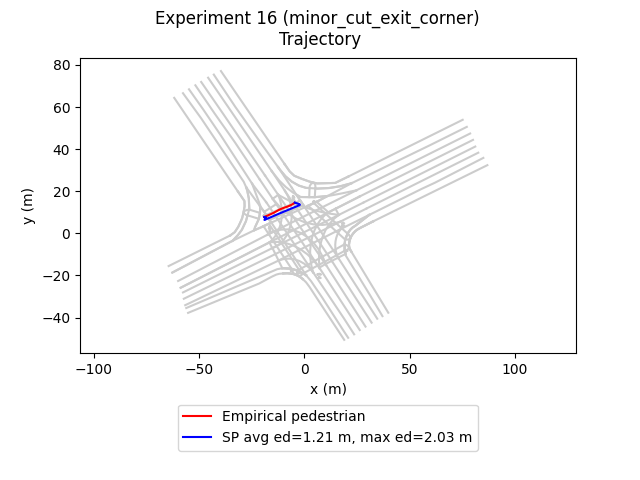 Experiment 16 (minor_cut_exit_corner)
Trajectory
80
60
40
20
0
−20
−40
y (m)
−100
−50
0
50
100
x (m)
Empirical pedestrian
SP avg ed=1.21 m, max ed=2.03 m